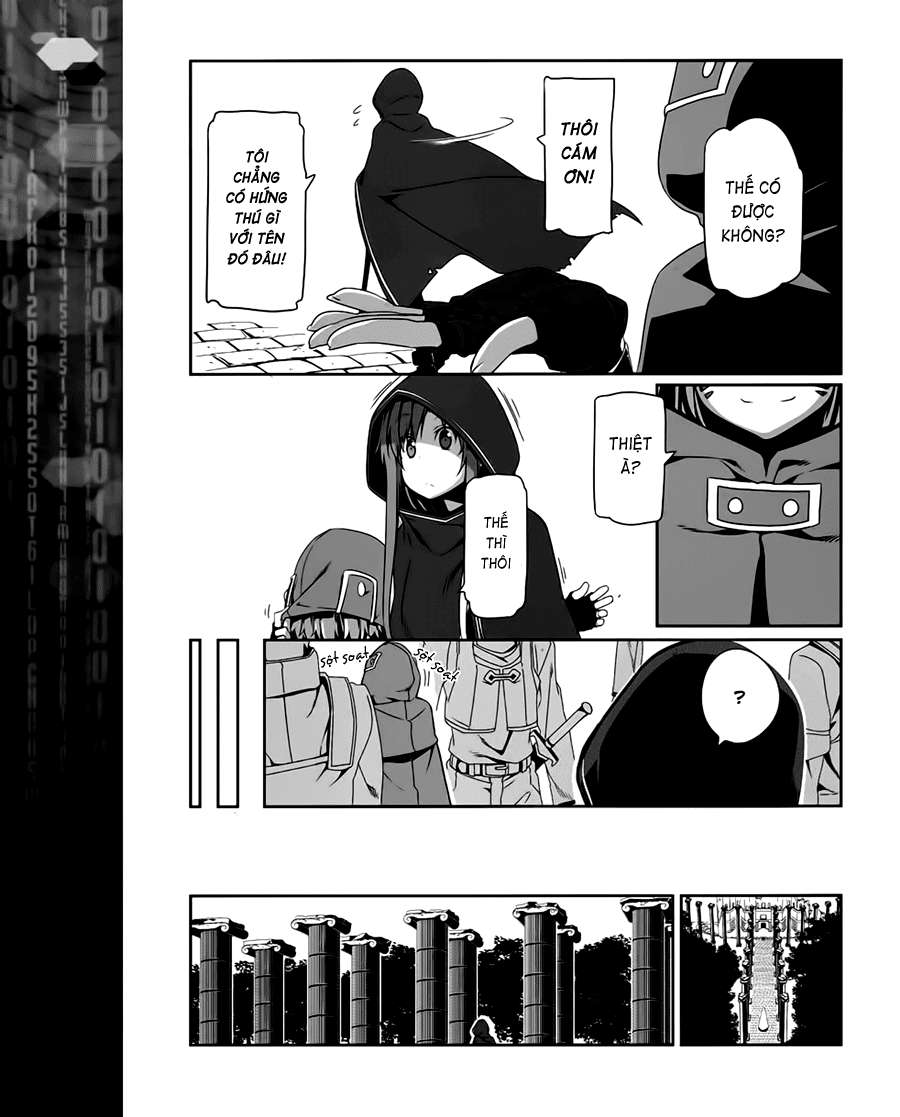 THẾ CÓ
ĐƯỢC
KHÔNG?
THÔI
CÁM
ƠN!
TÔI
CHẲNG
CÓ HỨNG
THÚ GÌ
VỚI TÊN
ĐÓ ĐÂU!
THIỆT
À?
THẾ
THÌ
THÔI
?
sột soạt
sột
soạt